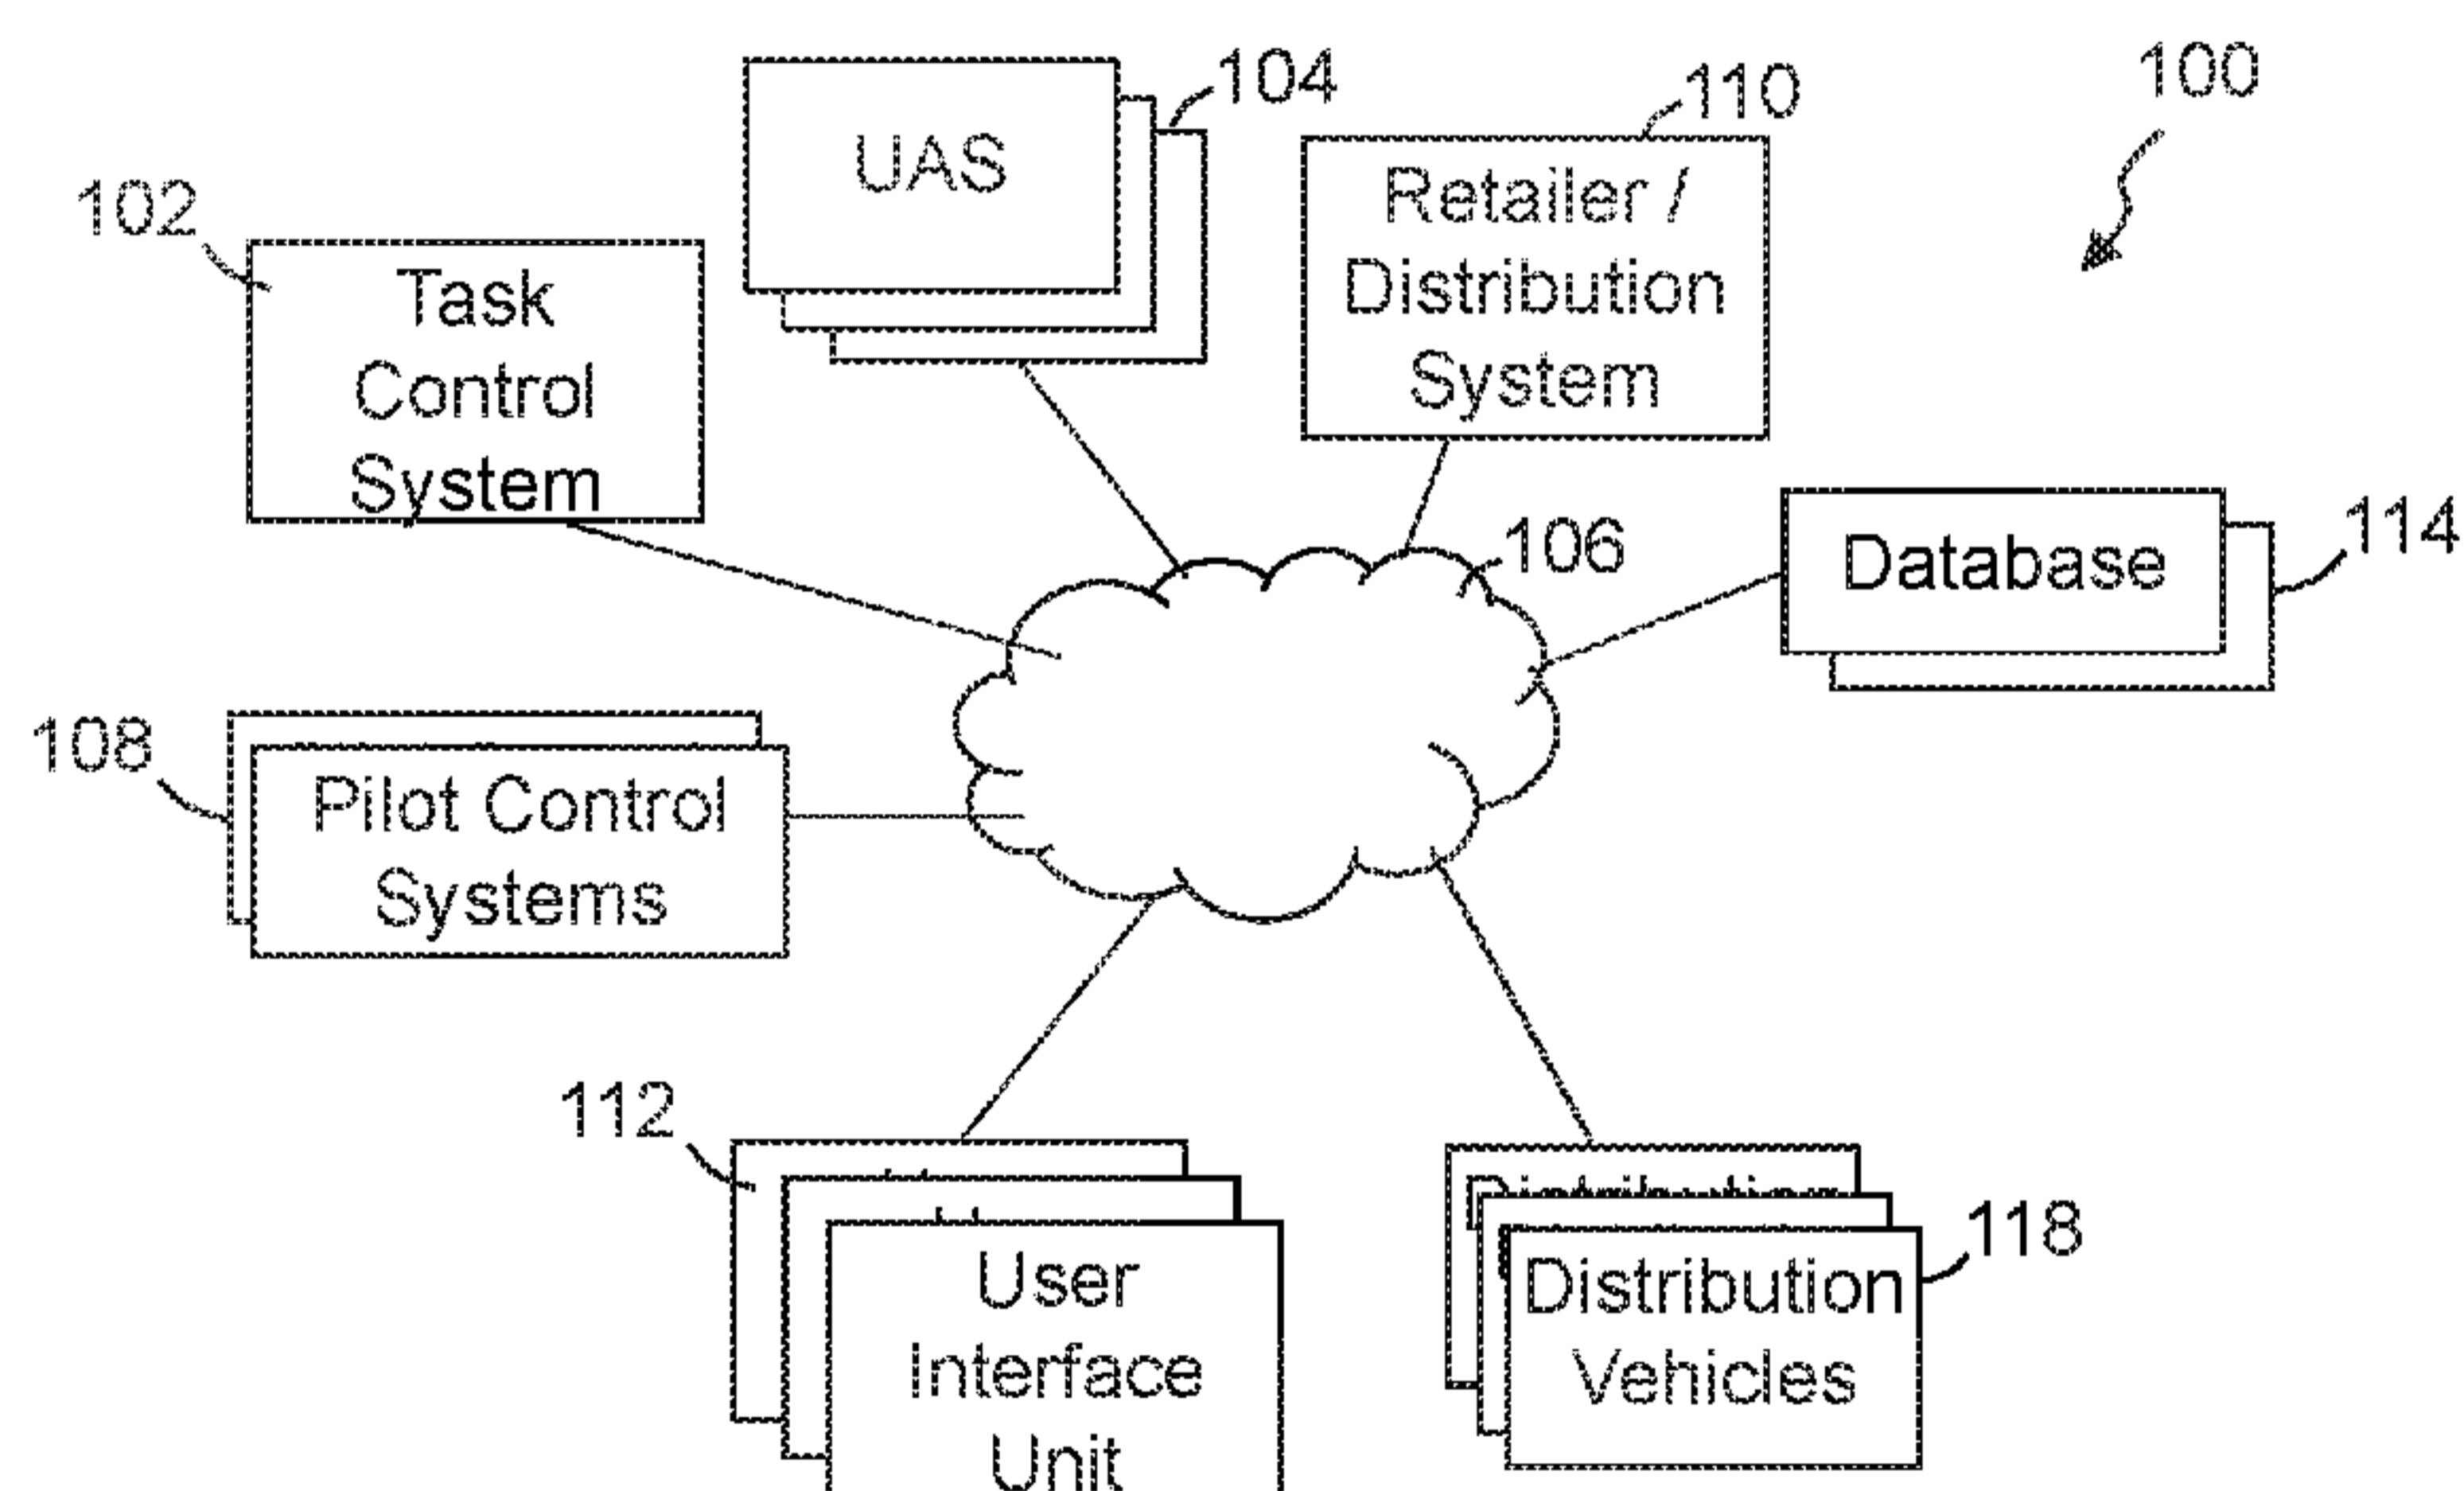 104
110
100
UAS
Retailer /
Distribution
System
102
Task
Control
System
106
Database
114
108
Pilot Control
Systems
112
User
Interface
Unit
118
Distribution
Vehicles